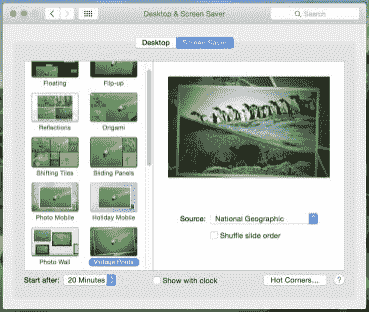 Desktop & Screen Saver
Search
Desktop Screen Saver
Floating Flip-up
Reflections Origami
Shifting Tiles Sliding Panels
Photo Mobile Holiday Mobile
Photo Wall Vintage Prints
Source: National Geographic
Shuffle slide order
Start after: 20 Minutes Show with clock Hot Corners... ?